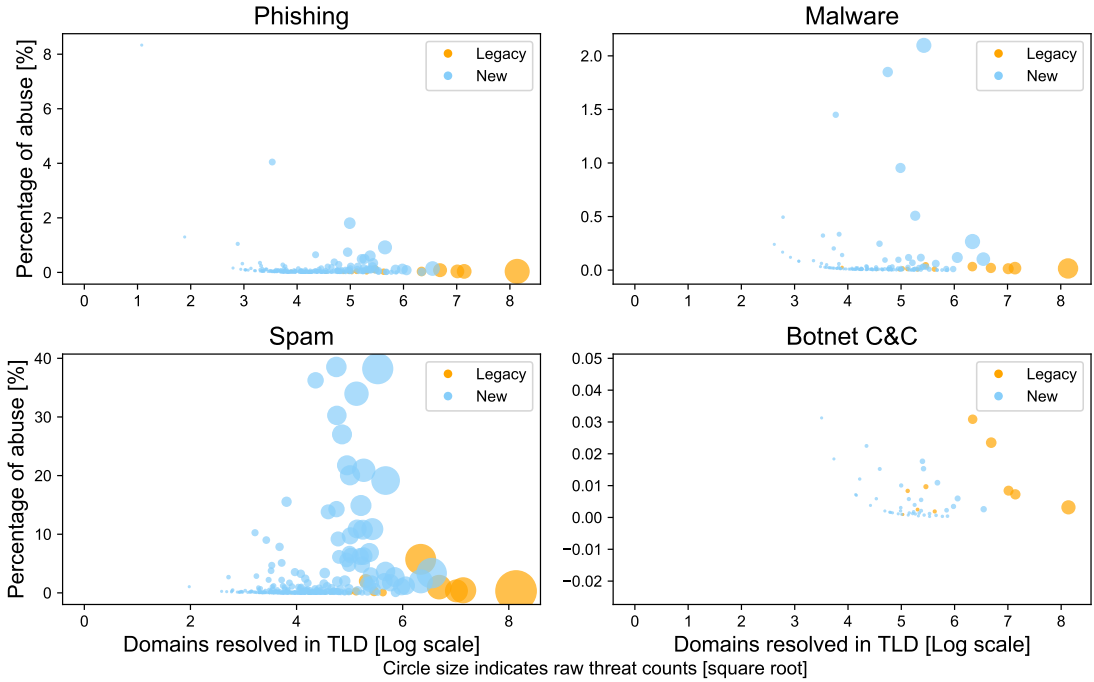 Phishing
Percentage of abuse [%]
8
6
4
2
0
Legacy
New
0 1 2 3 4 5 6 7 8
Malware
2.0
1.5
1.0
0.5
0.0
Legacy
New
0 1 2 3 4 5 6 7 8
Spam
Percentage of abuse [%]
40
30
20
10
0
Legacy
New
0 2 4 6 8
Domains resolved in TLD [Log scale]
Botnet C&C
0.05
0.04
0.03
0.02
0.01
0.00
−0.01
−0.02
Legacy
New
0 1 2 3 4 5 6 7 8
Domains resolved in TLD [Log scale]
Circle size indicates raw threat counts [square root]